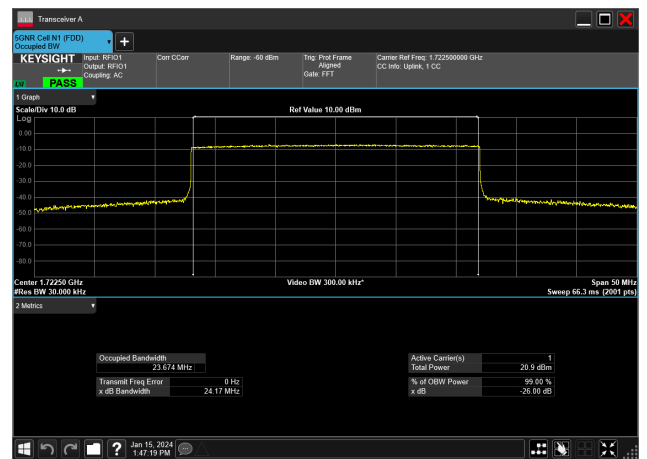 Transceiver A
5GNR Cell N1 (FDD)
Occupied BW
KEYSIGHT
PASS
Input: RFIO1
Output: RFIO1
Coupling: AC
Corr CCorr
Range: -60 dBm
Trig: Prot Frame
Aligned
Gate: FFT
Carrier Ref Freq: 1.722500000 GHz
CC Info: Uplink, 1 CC
1 Graph
Scale/Div 10.0 dB
Ref Value 10.00 dBm
Log
0.00
-10.0
-20.0
-30.0
-40.0
-50.0
-60.0
-70.0
-80.0
Center 1.72250 GHz
Video BW 300.00 kHz*
Span 50 MHz
#Res BW 30.000 kHz
Sweep 66.3 ms (2001 pts)
2 Metrics
Occupied Bandwidth
23.674 MHz
Transmit Freq Error 0 Hz
x dB Bandwidth 24.17 MHz
Active Carrier(s) 1
Total Power 20.9 dBm
% of OBW Power 99.00 %
x dB -26.00 dB
Jan 15, 2024
1:47:19 PM